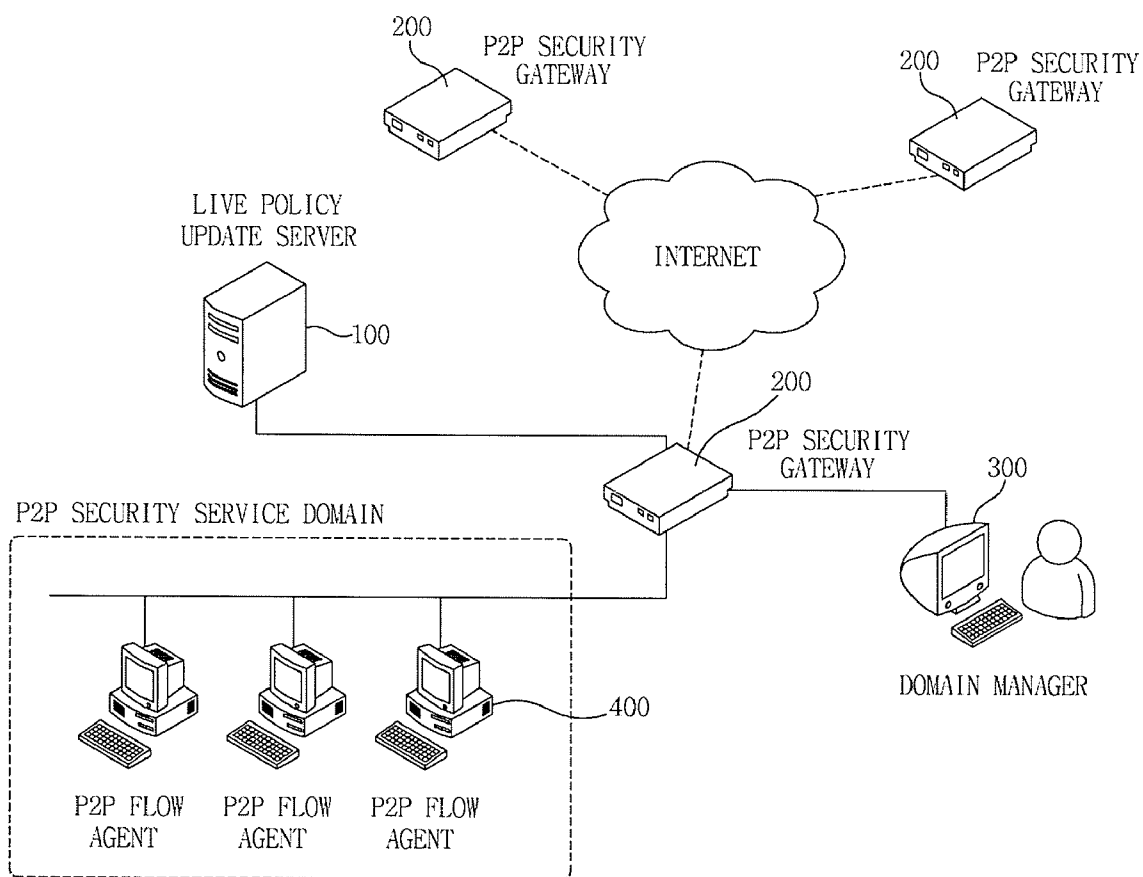 200
P2P SECURITY
GATEWAY
200
P2P SECURITY
GATEWAY
LIVE POLICY
UPDATE SERVER
INTERNET
100
200
P2P SECURITY
GATEWAY
300
P2P SECURITY SERVICE DOMAIN
400
DOMAIN MANAGER
P2P FLOW
AGENT
P2P FLOW
AGENT
P2P FLOW
AGENT